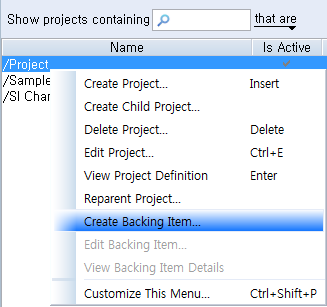 Show projects containing that are
Name Is Active
/Project
/Sample
/SI Char
Create Project... Insert
Create Child Project...
Delete Project... Delete
Edit Project... Ctrl+E
View Project Definition Enter
Reparent Project...
Create Backing Item...
Edit Backing Item...
View Backing Item Details
Customize This Menu... Ctrl+Shift+P